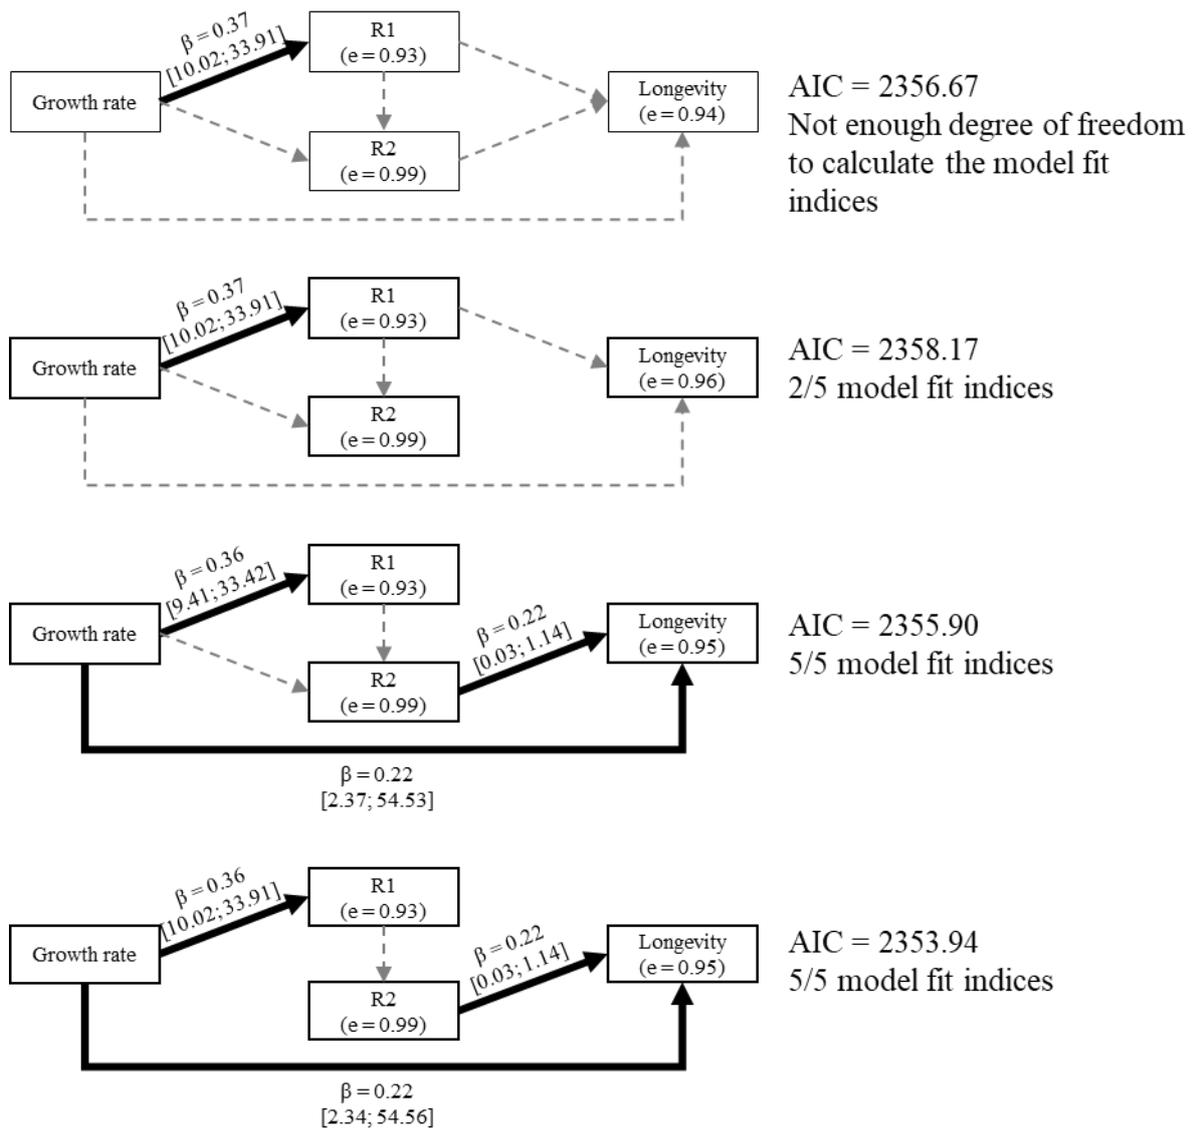 β = 0.37
[10.02; 33.91]
R1
(e = 0.93)
Growth rate
R2
(e = 0.99)
Longevity
(e = 0.94)
AIC = 2356.67
Not enough degree of freedom
to calculate the model fit
indices
β = 0.37
[10.02; 33.91]
R1
(e = 0.93)
Growth rate
R2
(e = 0.99)
Longevity
(e = 0.96)
AIC = 2358.17
2/5 model fit indices
β = 0.36
[9.41; 33.42]
R1
(e = 0.93)
Growth rate
R2
(e = 0.99)
β = 0.22
[0.03; 1.14]
Longevity
(e = 0.95)
β = 0.22
[2.37; 54.53]
AIC = 2355.90
5/5 model fit indices
β = 0.36
[10.02; 33.91]
R1
(e = 0.93)
Growth rate
R2
(e = 0.99)
β = 0.22
[0.03; 1.14]
Longevity
(e = 0.95)
β = 0.22
[2.34; 54.56]
AIC = 2353.94
5/5 model fit indices